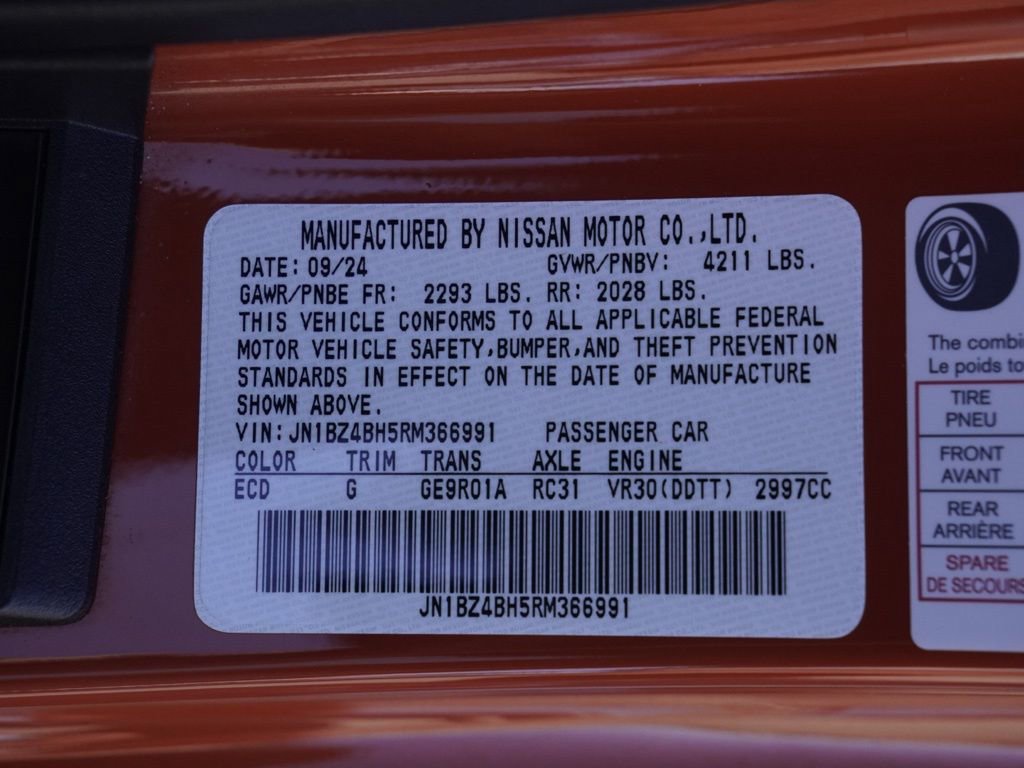 MANUFACTURED BY NISSAN MOTOR CO.,LTD.
DATE: 09/24 GVWR/PNBV: 4211 LBS.
GAWR/PNBE FR: 2293 LBS. RR: 2028 LBS.
THIS VEHICLE CONFORMS TO ALL APPLICABLE FEDERAL
MOTOR VEHICLE SAFETY,BUMPER,AND THEFT PREVENTION
STANDARDS IN EFFECT ON THE DATE OF MANUFACTURE
SHOWN ABOVE.
VIN: JN1BZ4BH5RM366991 PASSENGER CAR
COLOR TRIM TRANS AXLE ENGINE
ECD G GE9R01A RC31 VR30(DDTT) 2997CC
JN1BZ4BH5RM366991
The combi
Le poids to
TIRE
PNEU
FRONT
AVANT
REAR
ARRIÈRE
SPARE
DE SECOURS